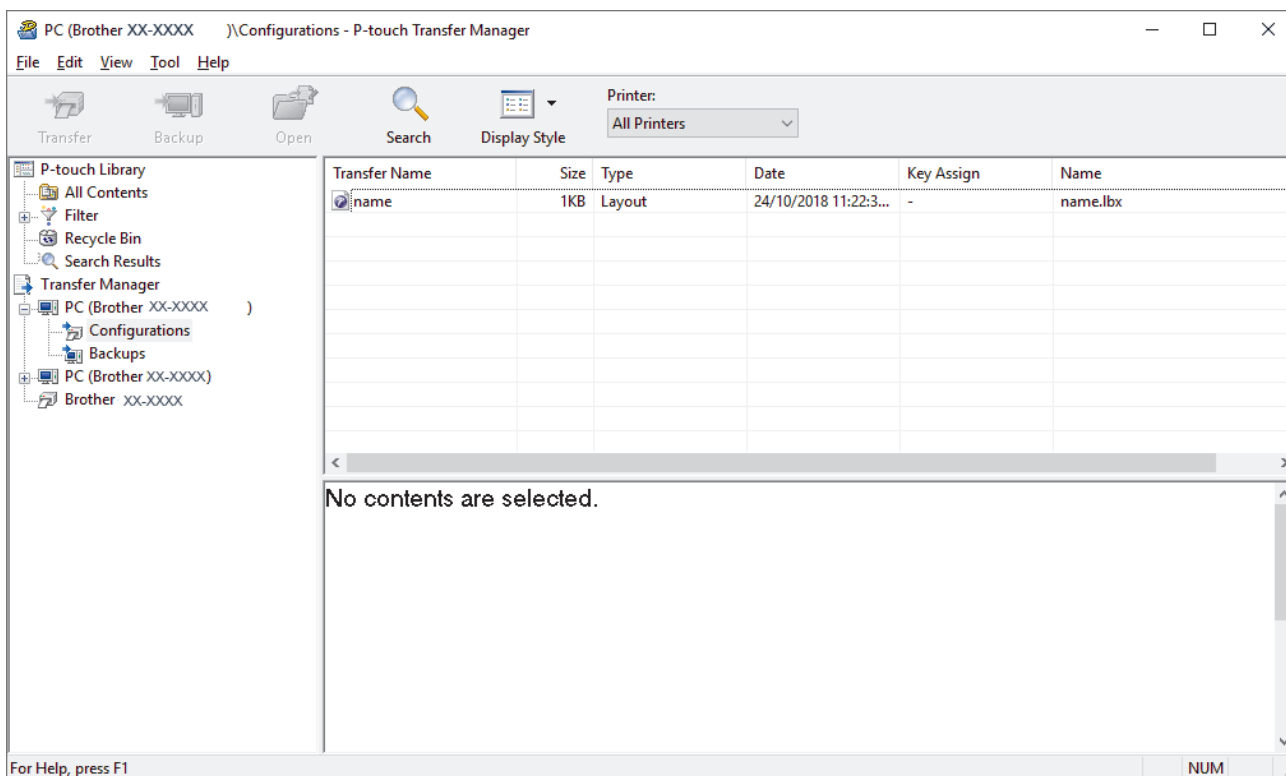 PC (Brother XX-XXXX )\Configurations - P-touch Transfer Manager
File Edit View Tool Help
Transfer Backup Open Search Display Style Printer: All Printers
P-touch Library
All Contents
Filter
Recycle Bin
Search Results
Transfer Manager
PC (Brother XX-XXXX )
Configurations
Backups
PC (Brother XX-XXXX)
Brother XX-XXXX
Transfer Name Size Type Date Key Assign Name
name 1KB Layout 24/10/2018 11:22:3... - name.lbx
No contents are selected.
For Help, press F1 NUM